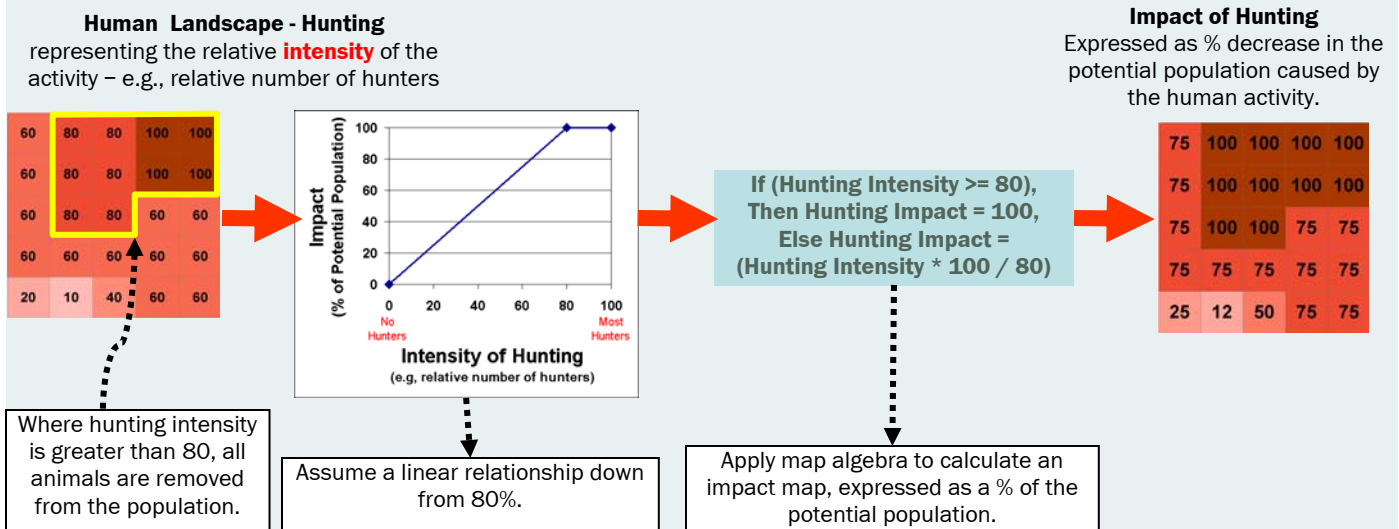 Human Landscape - Hunting
representing the relative intensity of the
activity – e.g., relative number of hunters
60 80 80 100 100
60 80 80 100 100
60 80 80 60 60
60 60 60 60 60
20 10 40 60 60
Where hunting intensity
is greater than 80, all
animals are removed
from the population.
Impact
(% of Potential Population)
100
80
60
40
20
0
0 20 40 60 80 100
No
Hunters
Most
Hunters
Intensity of Hunting
(e.g, relative number of hunters)
Assume a linear relationship down
from 80%.
If (Hunting Intensity >= 80),
Then Hunting Impact = 100,
Else Hunting Impact =
(Hunting Intensity * 100 / 80)
Apply map algebra to calculate an
impact map, expressed as a % of the
potential population.
Impact of Hunting
Expressed as % decrease in the
potential population caused by
the human activity.
75 100 100 100 100
75 100 100 100 100
75 100 100 75 75
75 75 75 75 75
25 12 50 75 75